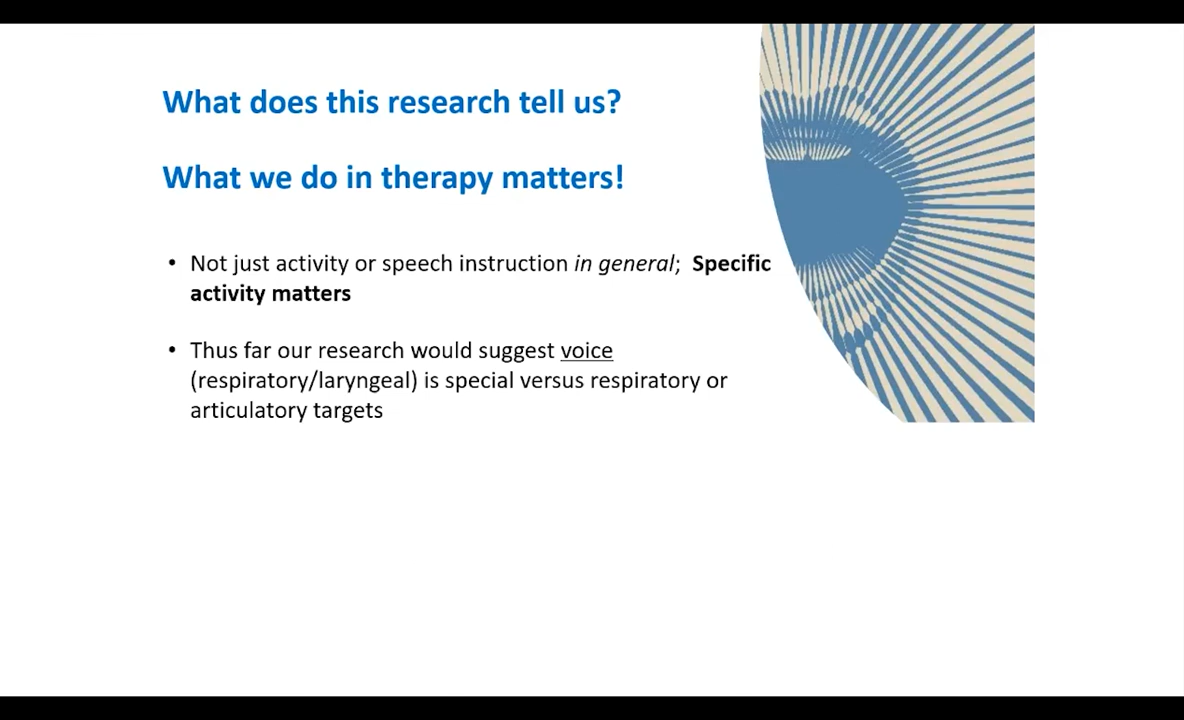 What does this research tell us?
What we do in therapy matters!
• Not just activity or speech instruction in general;  Specific
activity matters
• Thus far our research would suggest voice
(respiratory/laryngeal) is special versus respiratory or
articulatory targets